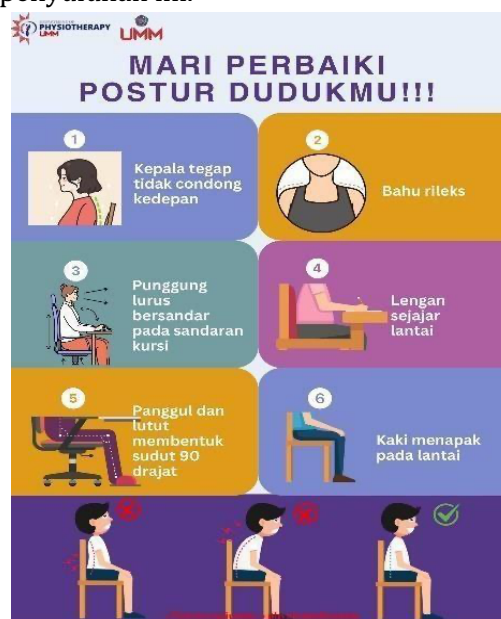 PHYSIOTHERAPY
UMM
UMM
MARI PERBAIKI
POSTUR DUDUKMU!!!
1
Kepala tegap
tidak condong
kedepan
2
Bahu rileks
3
Punggung
lurus
bersandar
pada sandaran
kursi
4
Lengan
sejajar
lantai
5
Panggul dan
lutut
membentuk
sudut 90
drajat
6
Kaki menapak
pada lantai